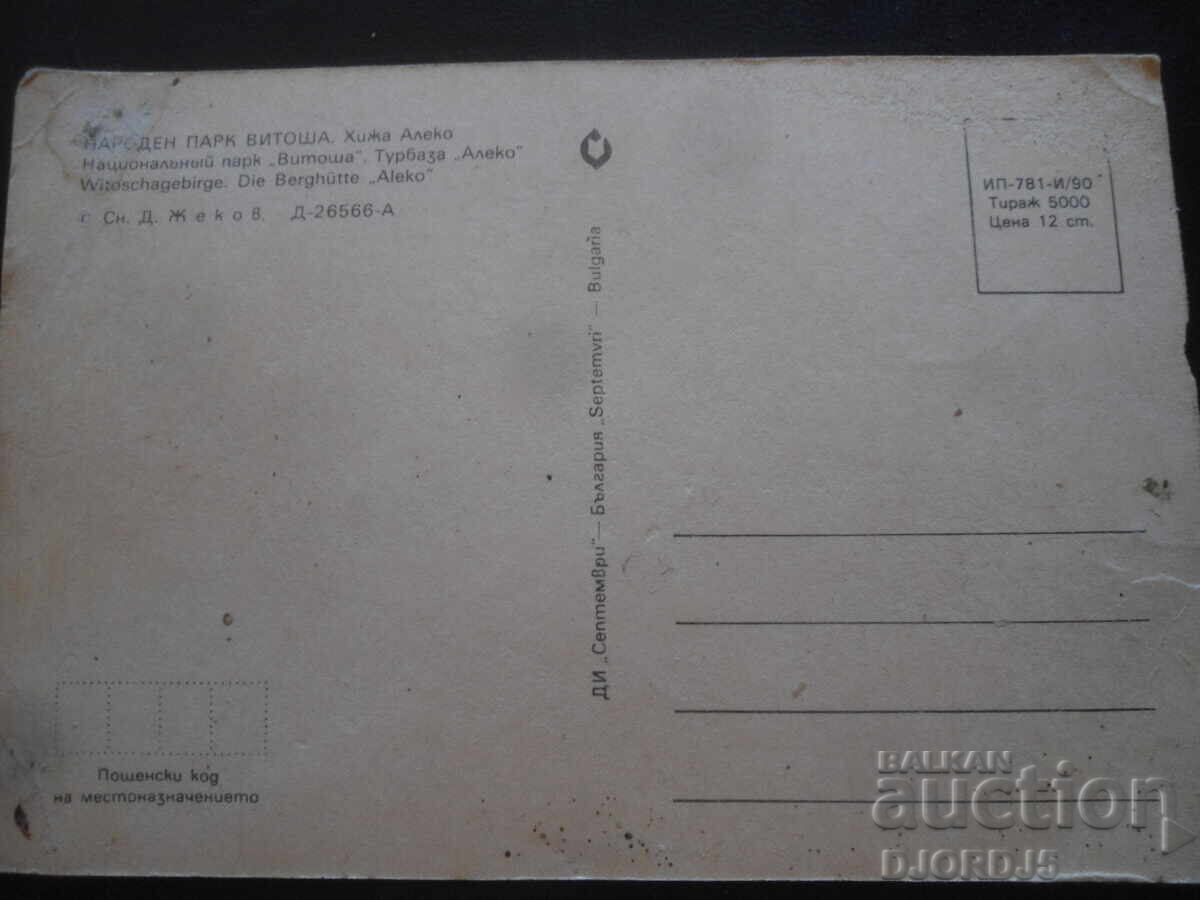 НАРОДЕН ПАРК ВИТОША. Хижа Алеко
Национальный парк „Витоша“. Турбаза „Алеко“
Witoschagebirge. Die Berghütte „Aleko“
Сн. Д. Жеков. Д-26566-А
ДИ „Септември“ — България „Septemvri“ — Bulgaria
ИП-781-И/90
Тираж 5000
Цена 12 ст.
Пощенски код
на местоназначението
BALKAN
auction
DJORDJ5